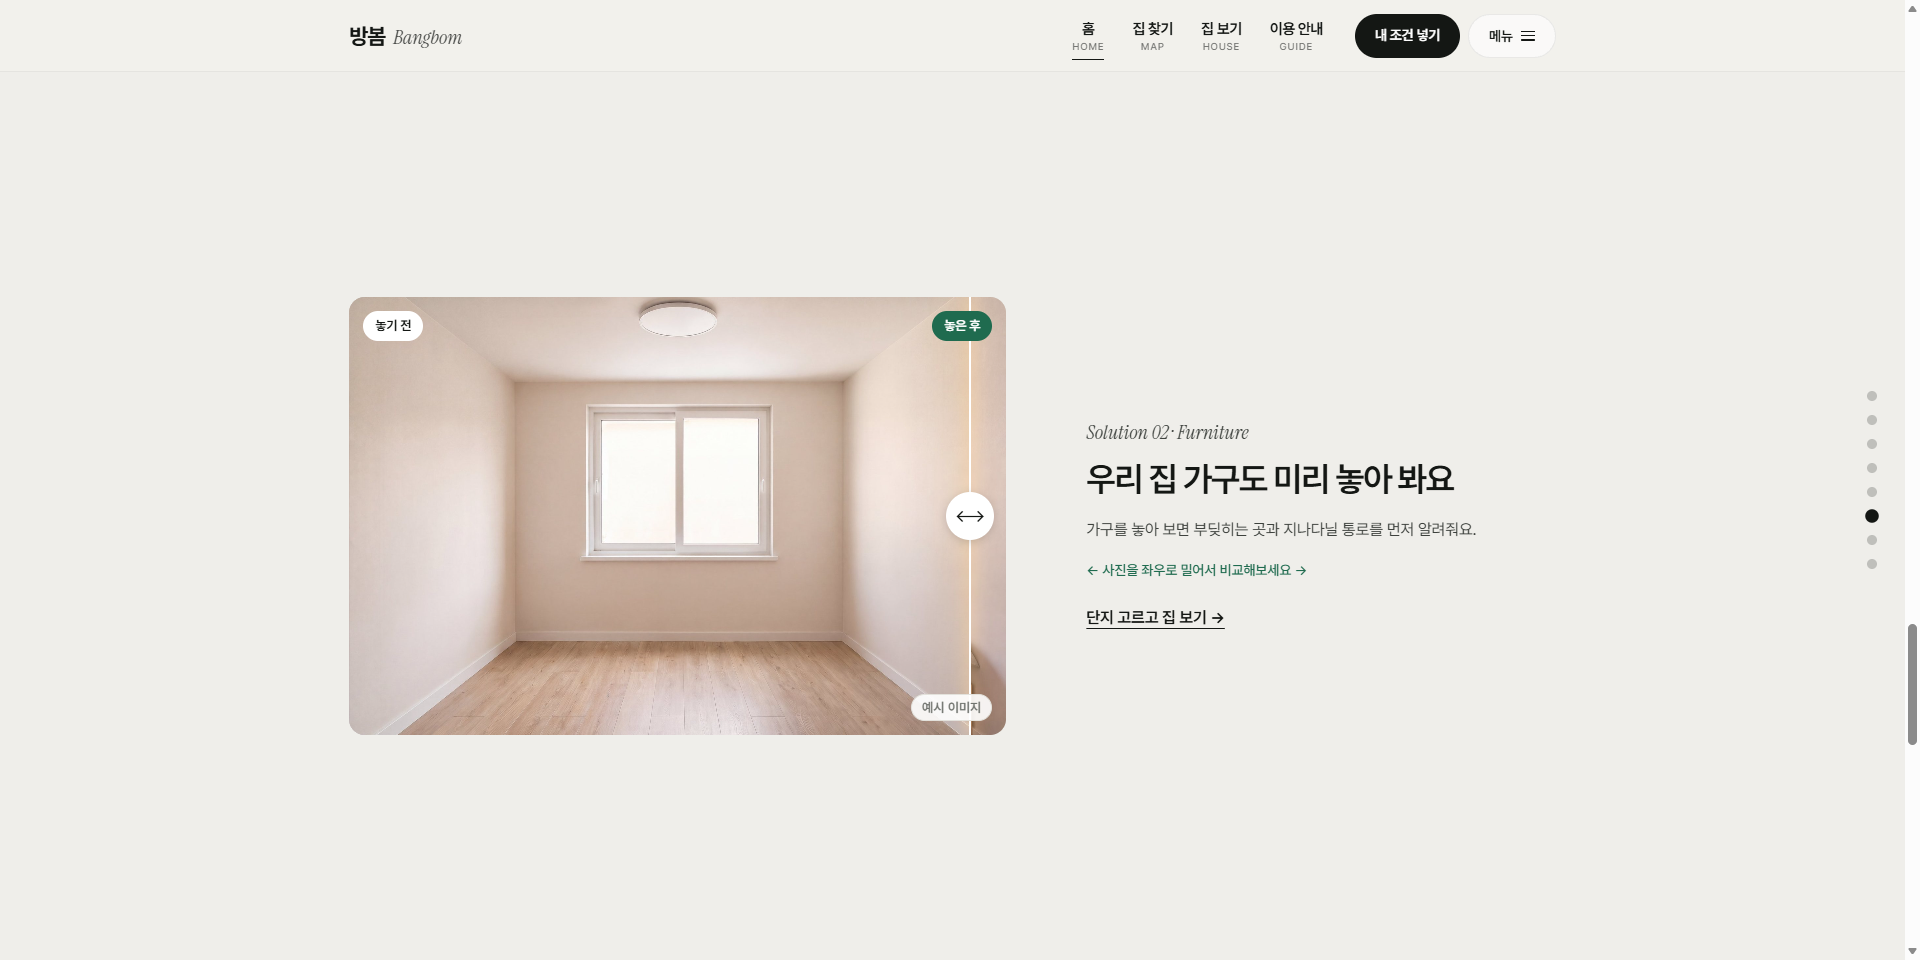 방봄 Bangbom
홈
HOME
집 찾기
MAP
집 보기
HOUSE
이용 안내
GUIDE
내 조건 넣기
메뉴
놓기 전
놓은 후
예시 이미지
Solution 02· Furniture
우리 집 가구도 미리 놓아 봐요
가구를 놓아 보면 부딪히는 곳과 지나다닐 통로를 먼저 알려줘요.
← 사진을 좌우로 밀어서 비교해보세요 →
단지 고르고 집 보기 →